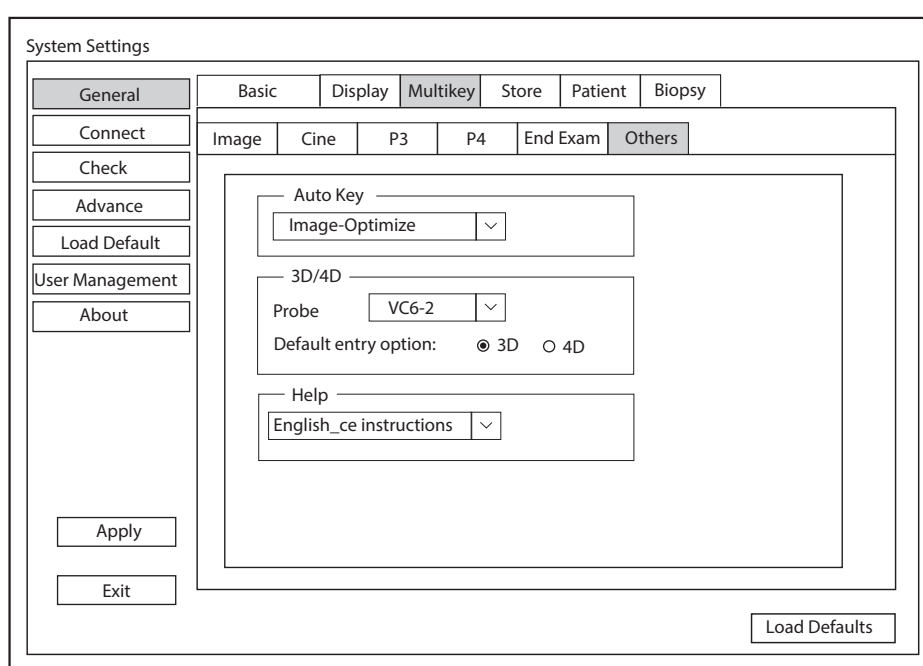 System Settings
General
Connect
Check
Advance
Load Default
User Management
About
Apply
Exit
Basic Display Multikey Store Patient Biopsy
Image Cine P3 P4 End Exam Others
Auto Key
Image-Optimize
3D/4D
Probe VC6-2
Default entry option: 3D 4D
Help
English_ce instructions
Load Defaults